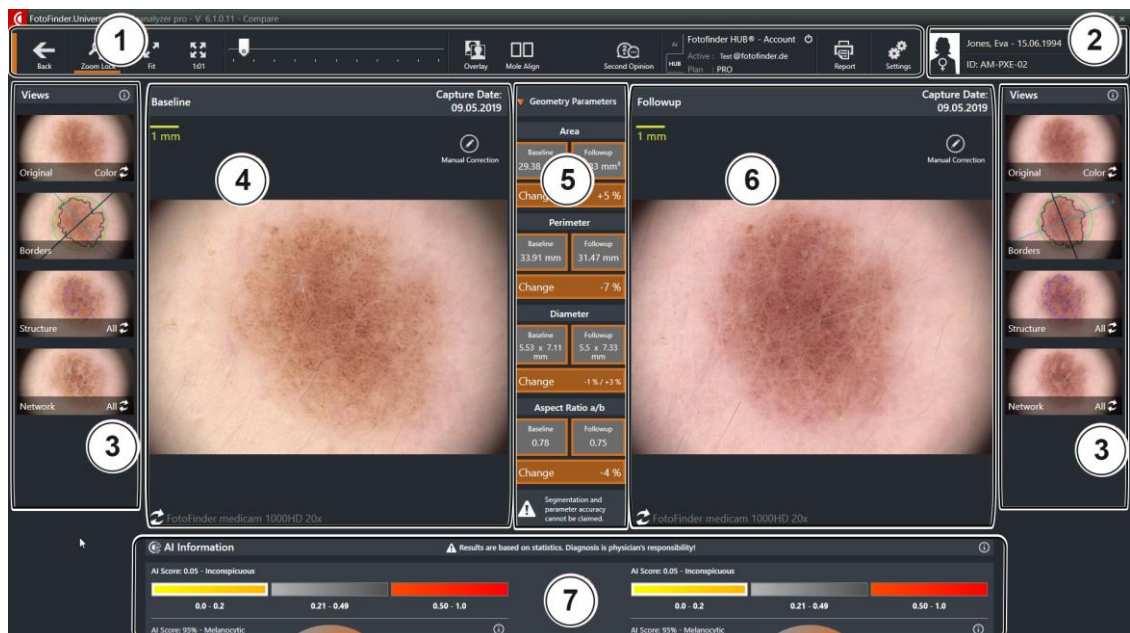 FotoFinder.Univers analyzer pro - V 6.1.0.11 - Compare
1
Back
Zoom Lock
Fit
1:01
Overlay
Mole Align
Second Opinion
AI
HUB
Fotofinder HUB® - Account
Active : Test@fotofinder.de
Plan : PRO
Report
Settings
Jones, Eva - 15.06.1994
ID: AM-PXE-02
2
Views
Original Color
Borders
Structure All
Network All
3
Baseline
Capture Date:
09.05.2019
1 mm
Manual Correction
4
FotoFinder medicam 1000HD 20x
Geometry Parameters
Area
Baseline Followup
29.38 mm²
5
Change +5 %
Perimeter
Baseline Followup
33.91 mm 31.47 mm
Change -7 %
Diameter
Baseline Followup
5.53 x 7.11 5.5 x 7.33
mm mm
Change -1 % / +3 %
Aspect Ratio a/b
Baseline Followup
0.78 0.75
Change -4 %
Segmentation and
parameter accuracy
cannot be claimed.
Followup
Capture Date:
09.05.2019
1 mm
Manual Correction
6
FotoFinder medicam 1000HD 20x
Views
Original Color
Borders
Structure All
Network All
3
AI Information
Results are based on statistics. Diagnosis is physician's responsibility!
AI Score: 0.05 - Inconspicuous
0.0 - 0.2 0.21 - 0.49 0.50 - 1.0
AI Score: 95% - Melanocytic
7
AI Score: 0.05 - Inconspicuous
0.0 - 0.2 0.21 - 0.49 0.50 - 1.0
AI Score: 95% - Melanocytic